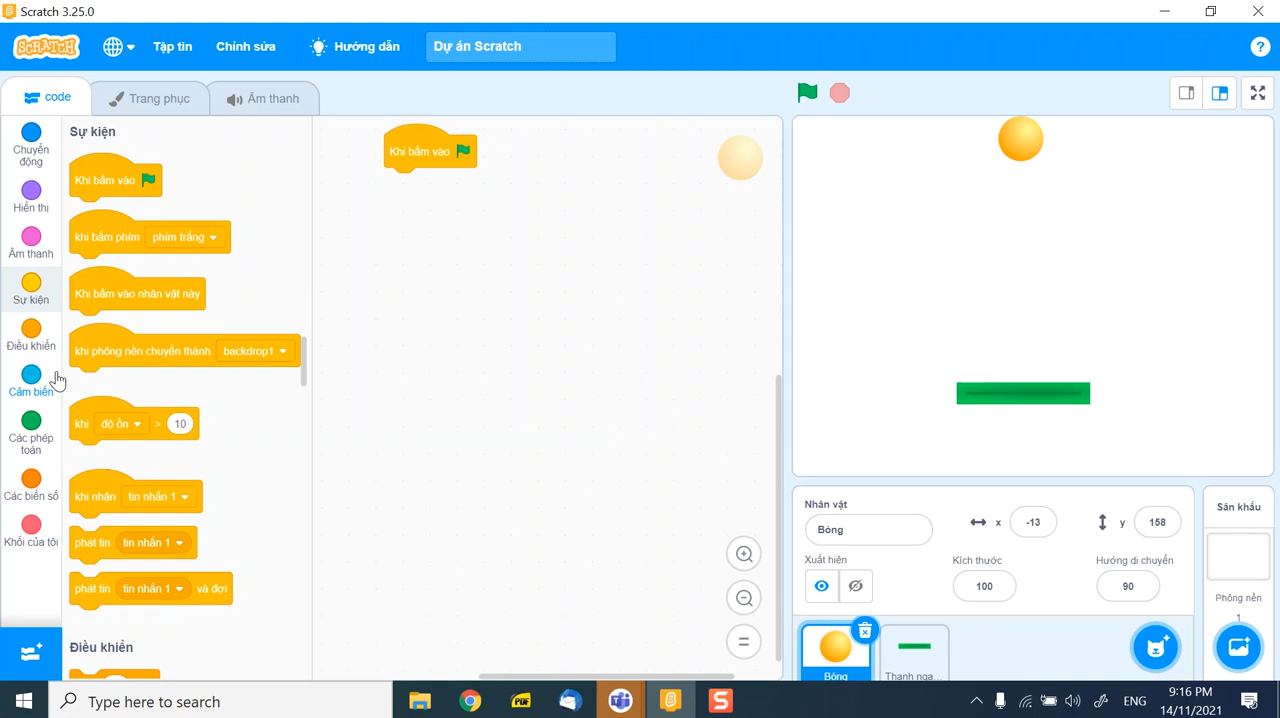 Scratch 3.25.0
SCRATCH
Tập tin
Chỉnh sửa
Hướng dẫn
Dự án Scratch
?
code
Trang phục
Âm thanh
Chuyển động
Hiển thị
Âm thanh
Sự kiện
Điều khiển
Cảm biến
Các phép toán
Các biến số
Khối của tôi
Sự kiện
Khi bấm vào
khi bấm phím phím trắng
Khi bấm vào nhân vật này
khi phông nền chuyển thành backdrop1
khi độ ồn > 10
khi nhận tin nhắn 1
phát tin tin nhắn 1
phát tin tin nhắn 1 và đợi
Điều khiển
Khi bấm vào
Nhân vật
Bóng
x -13
y 158
Xuất hiện
Kích thước
100
Hướng di chuyển
90
Bóng
Thanh nga...
Sân khấu
Phông nền
1
Type here to search
PDF
ENG
9:16 PM
14/11/2021